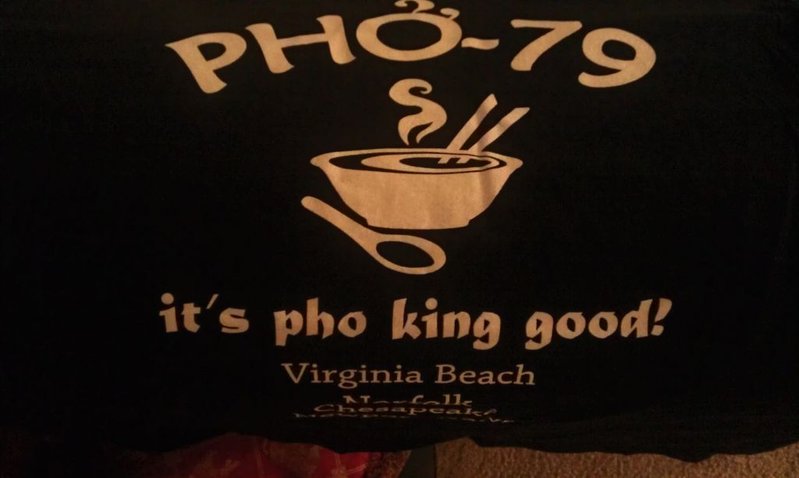 PHỞ-79
it's pho king good!
Virginia Beach
Norfolk
Chesapeake